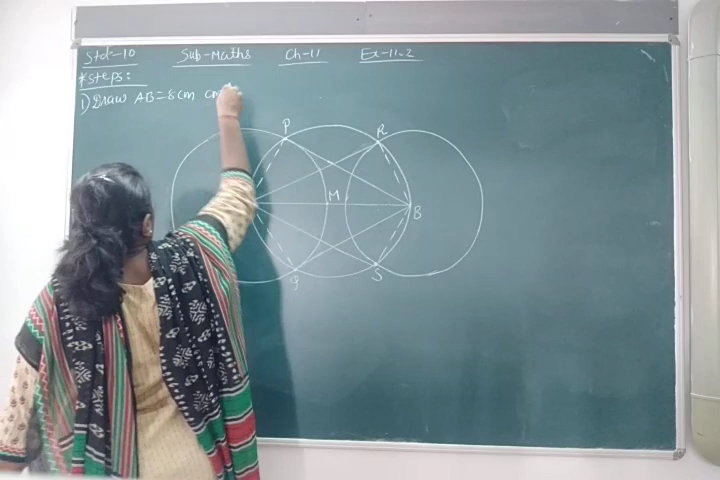 Std:-10 Sub-Maths Ch-11 Ex-11.2
*Steps:
1) Draw AB=8cm
P R
M B
Q S